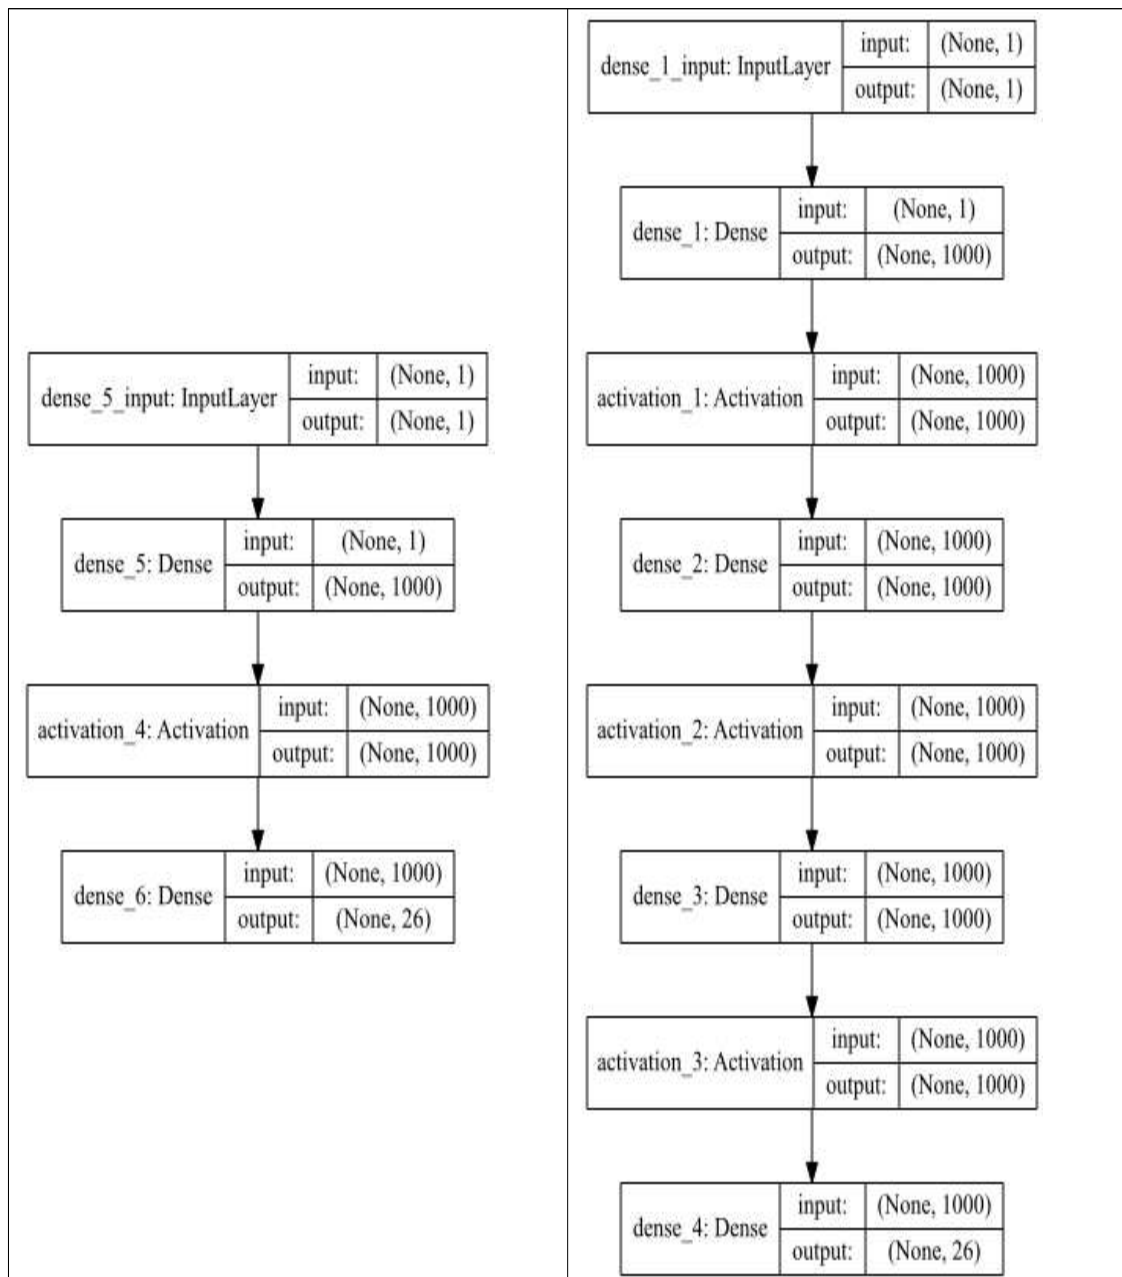 dense_5_input: InputLayer
input: (None, 1)
output: (None, 1)
dense_5: Dense
input: (None, 1)
output: (None, 1000)
activation_4: Activation
input: (None, 1000)
output: (None, 1000)
dense_6: Dense
input: (None, 1000)
output: (None, 26)
dense_1_input: InputLayer
input: (None, 1)
output: (None, 1)
dense_1: Dense
input: (None, 1)
output: (None, 1000)
activation_1: Activation
input: (None, 1000)
output: (None, 1000)
dense_2: Dense
input: (None, 1000)
output: (None, 1000)
activation_2: Activation
input: (None, 1000)
output: (None, 1000)
dense_3: Dense
input: (None, 1000)
output: (None, 1000)
activation_3: Activation
input: (None, 1000)
output: (None, 1000)
dense_4: Dense
input: (None, 1000)
output: (None, 26)